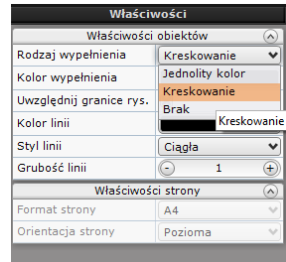 Właściwości
Właściwości obiektów
Rodzaj wypełnienia Kreskowanie
Jednolity kolor
Kolor wypełnienia
Kreskowanie
Uwzględnij granice rys.
Brak
Kreskowanie
Kolor linii
Styl linii Ciągła
Grubość linii - 1 +
Właściwości strony
Format strony A4
Orientacja strony Pozioma